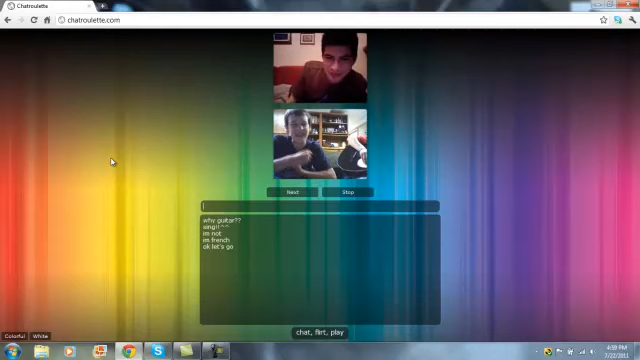 Chatroulette
chatroulette.com
Next
Stop
why guitar??
sing!!^^
im not
im french
ok let's go
chat, flirt, play
Colorful
White
4:59 PM
7/22/2011